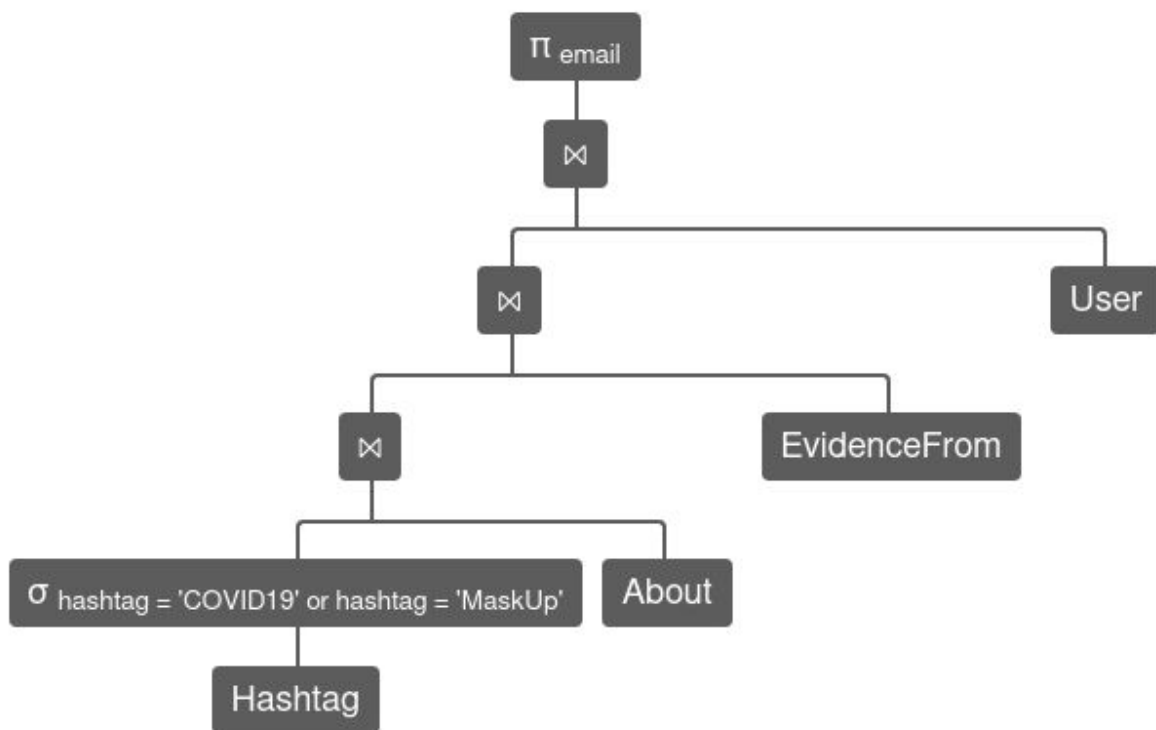 π email
⋈
⋈
User
⋈
EvidenceFrom
σ hashtag = 'COVID19' or hashtag = 'MaskUp'
About
Hashtag